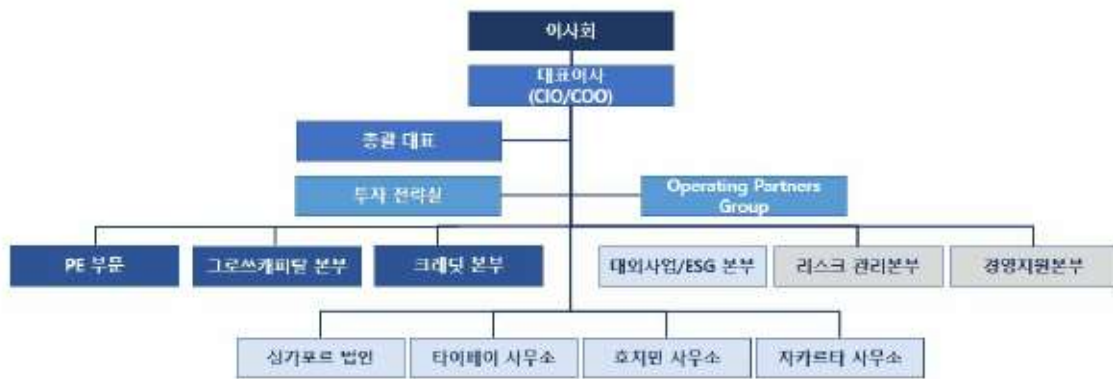 이사회
대표이사
(CIO/COO)
총괄 대표
투자 전략실
Operating Partners
Group
PE 부문
그로쓰캐피탈 본부
크레딧 본부
대외사업/ESG 본부
리스크 관리본부
경영지원본부
싱가포르 법인
타이페이 사무소
호치민 사무소
자카르타 사무소